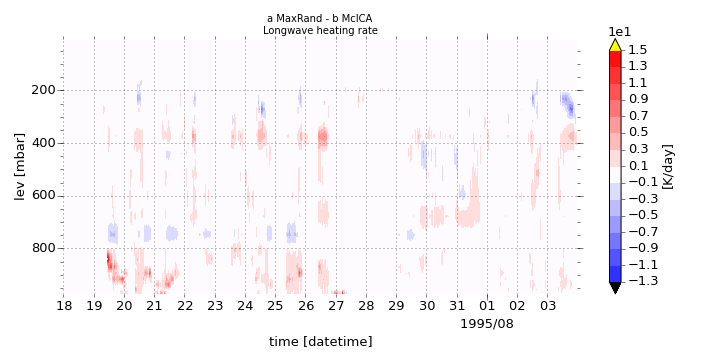 a MaxRand - b McICA
Longwave heating rate
lev [mbar]
200
400
600
800
18 19 20 21 22 23 24 25 26 27 28 29 30 31 01 02 03
1995/08
time [datetime]
1e1
1.5
1.3
1.1
0.9
0.7
0.5
0.3
0.1
−0.1
−0.3
−0.5
−0.7
−0.9
−1.1
−1.3
[K/day]